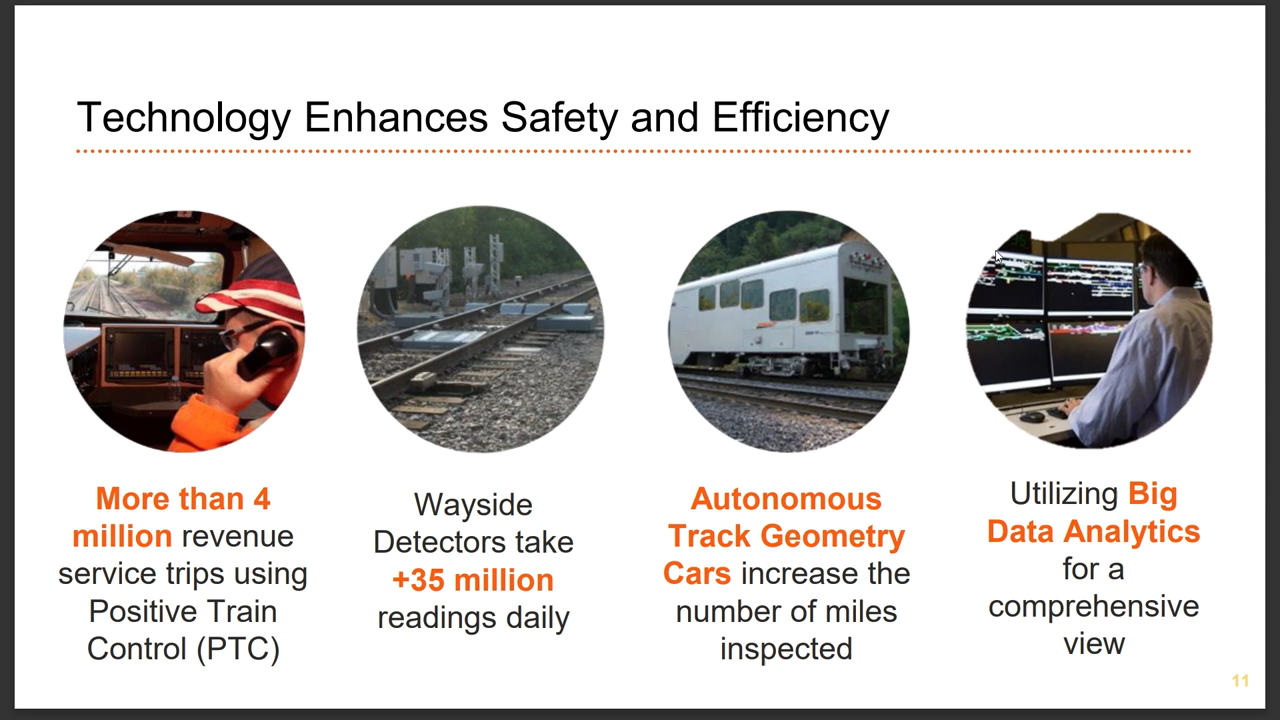 Technology Enhances Safety and Efficiency
More than 4
million revenue
service trips using
Positive Train
Control (PTC)
Wayside
Detectors take
+35 million
readings daily
Autonomous
Track Geometry
Cars increase the
number of miles
inspected
Utilizing Big
Data Analytics
for a
comprehensive
view
11